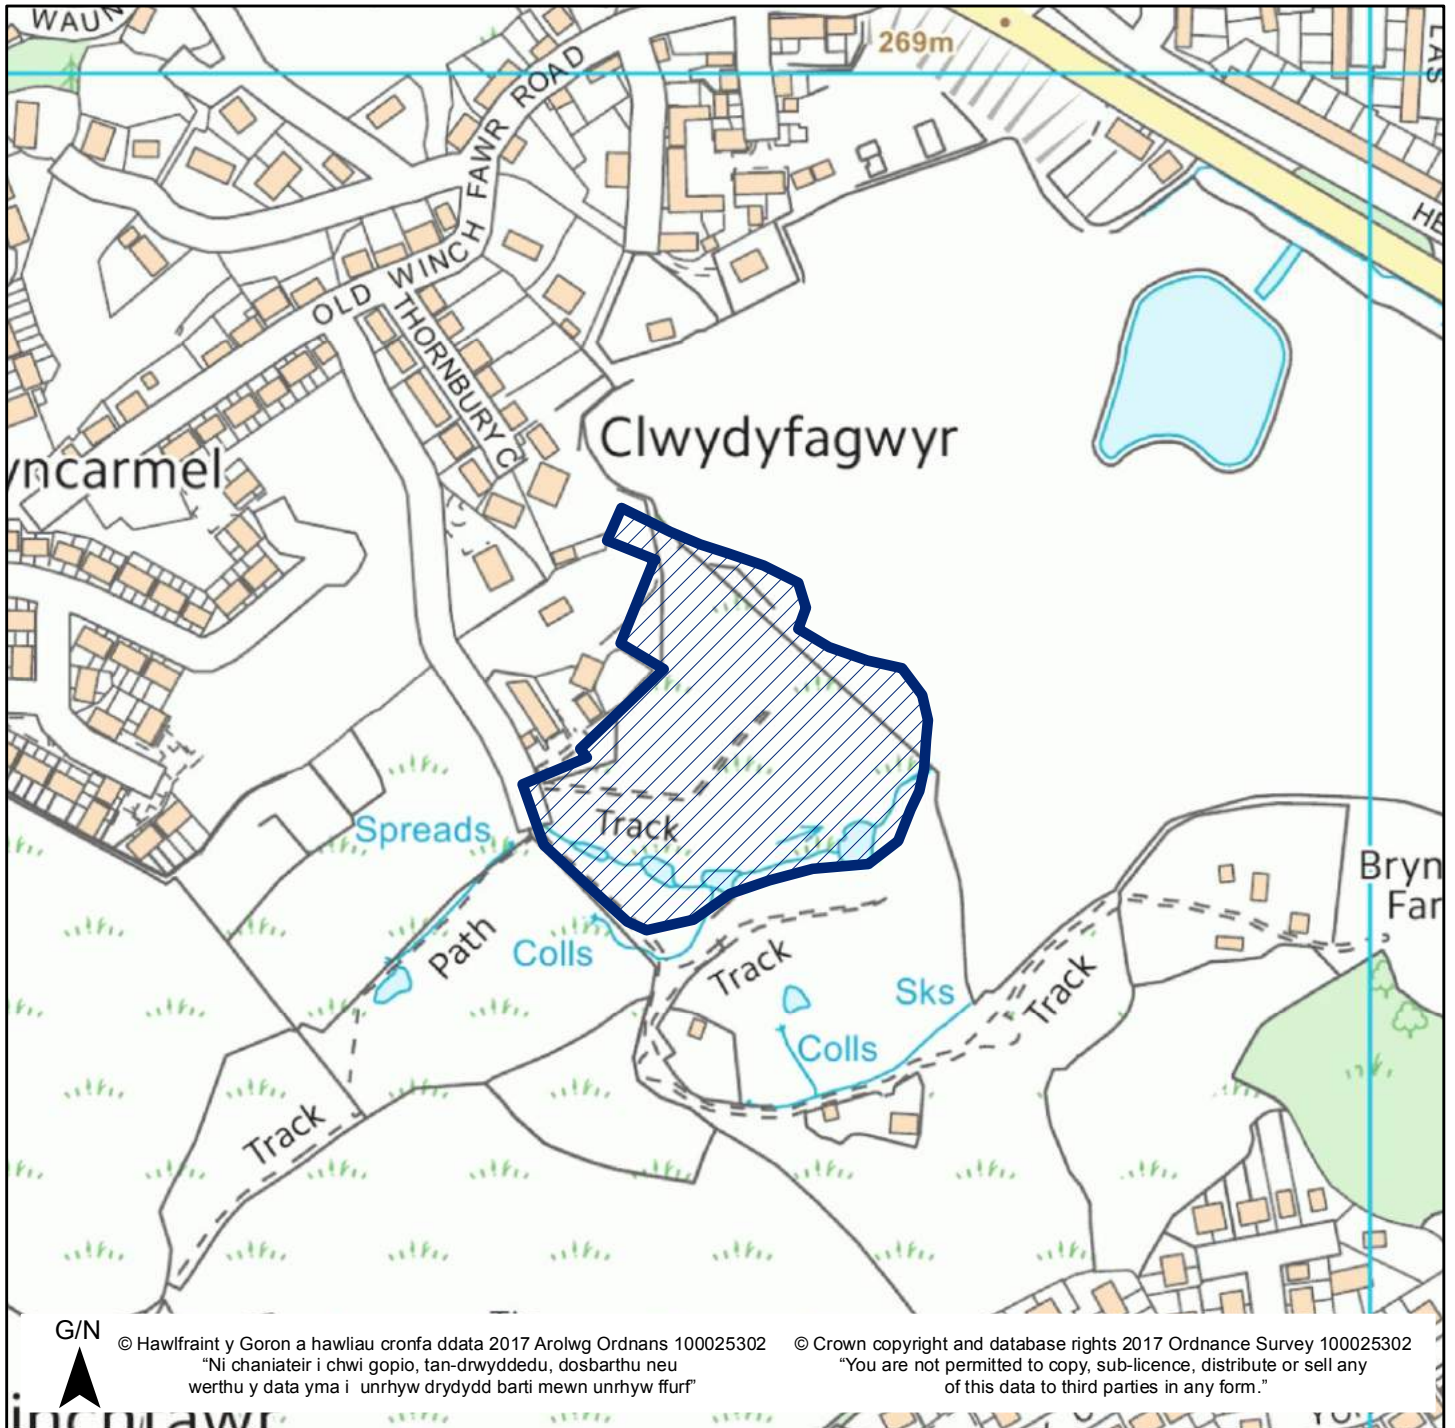 WAUN
269m
LAS
OLD WINCH FAWR ROAD
HE
THORNBURY C
Clwydyfagwyr
yncarmel
Spreads
Track
Bryn
Far
Path
Colls
Track
Sks
Track
Colls
Track
G/N
© Hawlfraint y Goron a hawliau cronfa ddata 2017 Arolwg Ordnans 100025302
“Ni chaniateir i chwi gopio, tan-drwyddedu, dosbarthu neu
werthu y data yma i unrhyw drydydd barti mewn unrhyw ffurf”
© Crown copyright and database rights 2017 Ordnance Survey 100025302
“You are not permitted to copy, sub-licence, distribute or sell any
of this data to third parties in any form.”